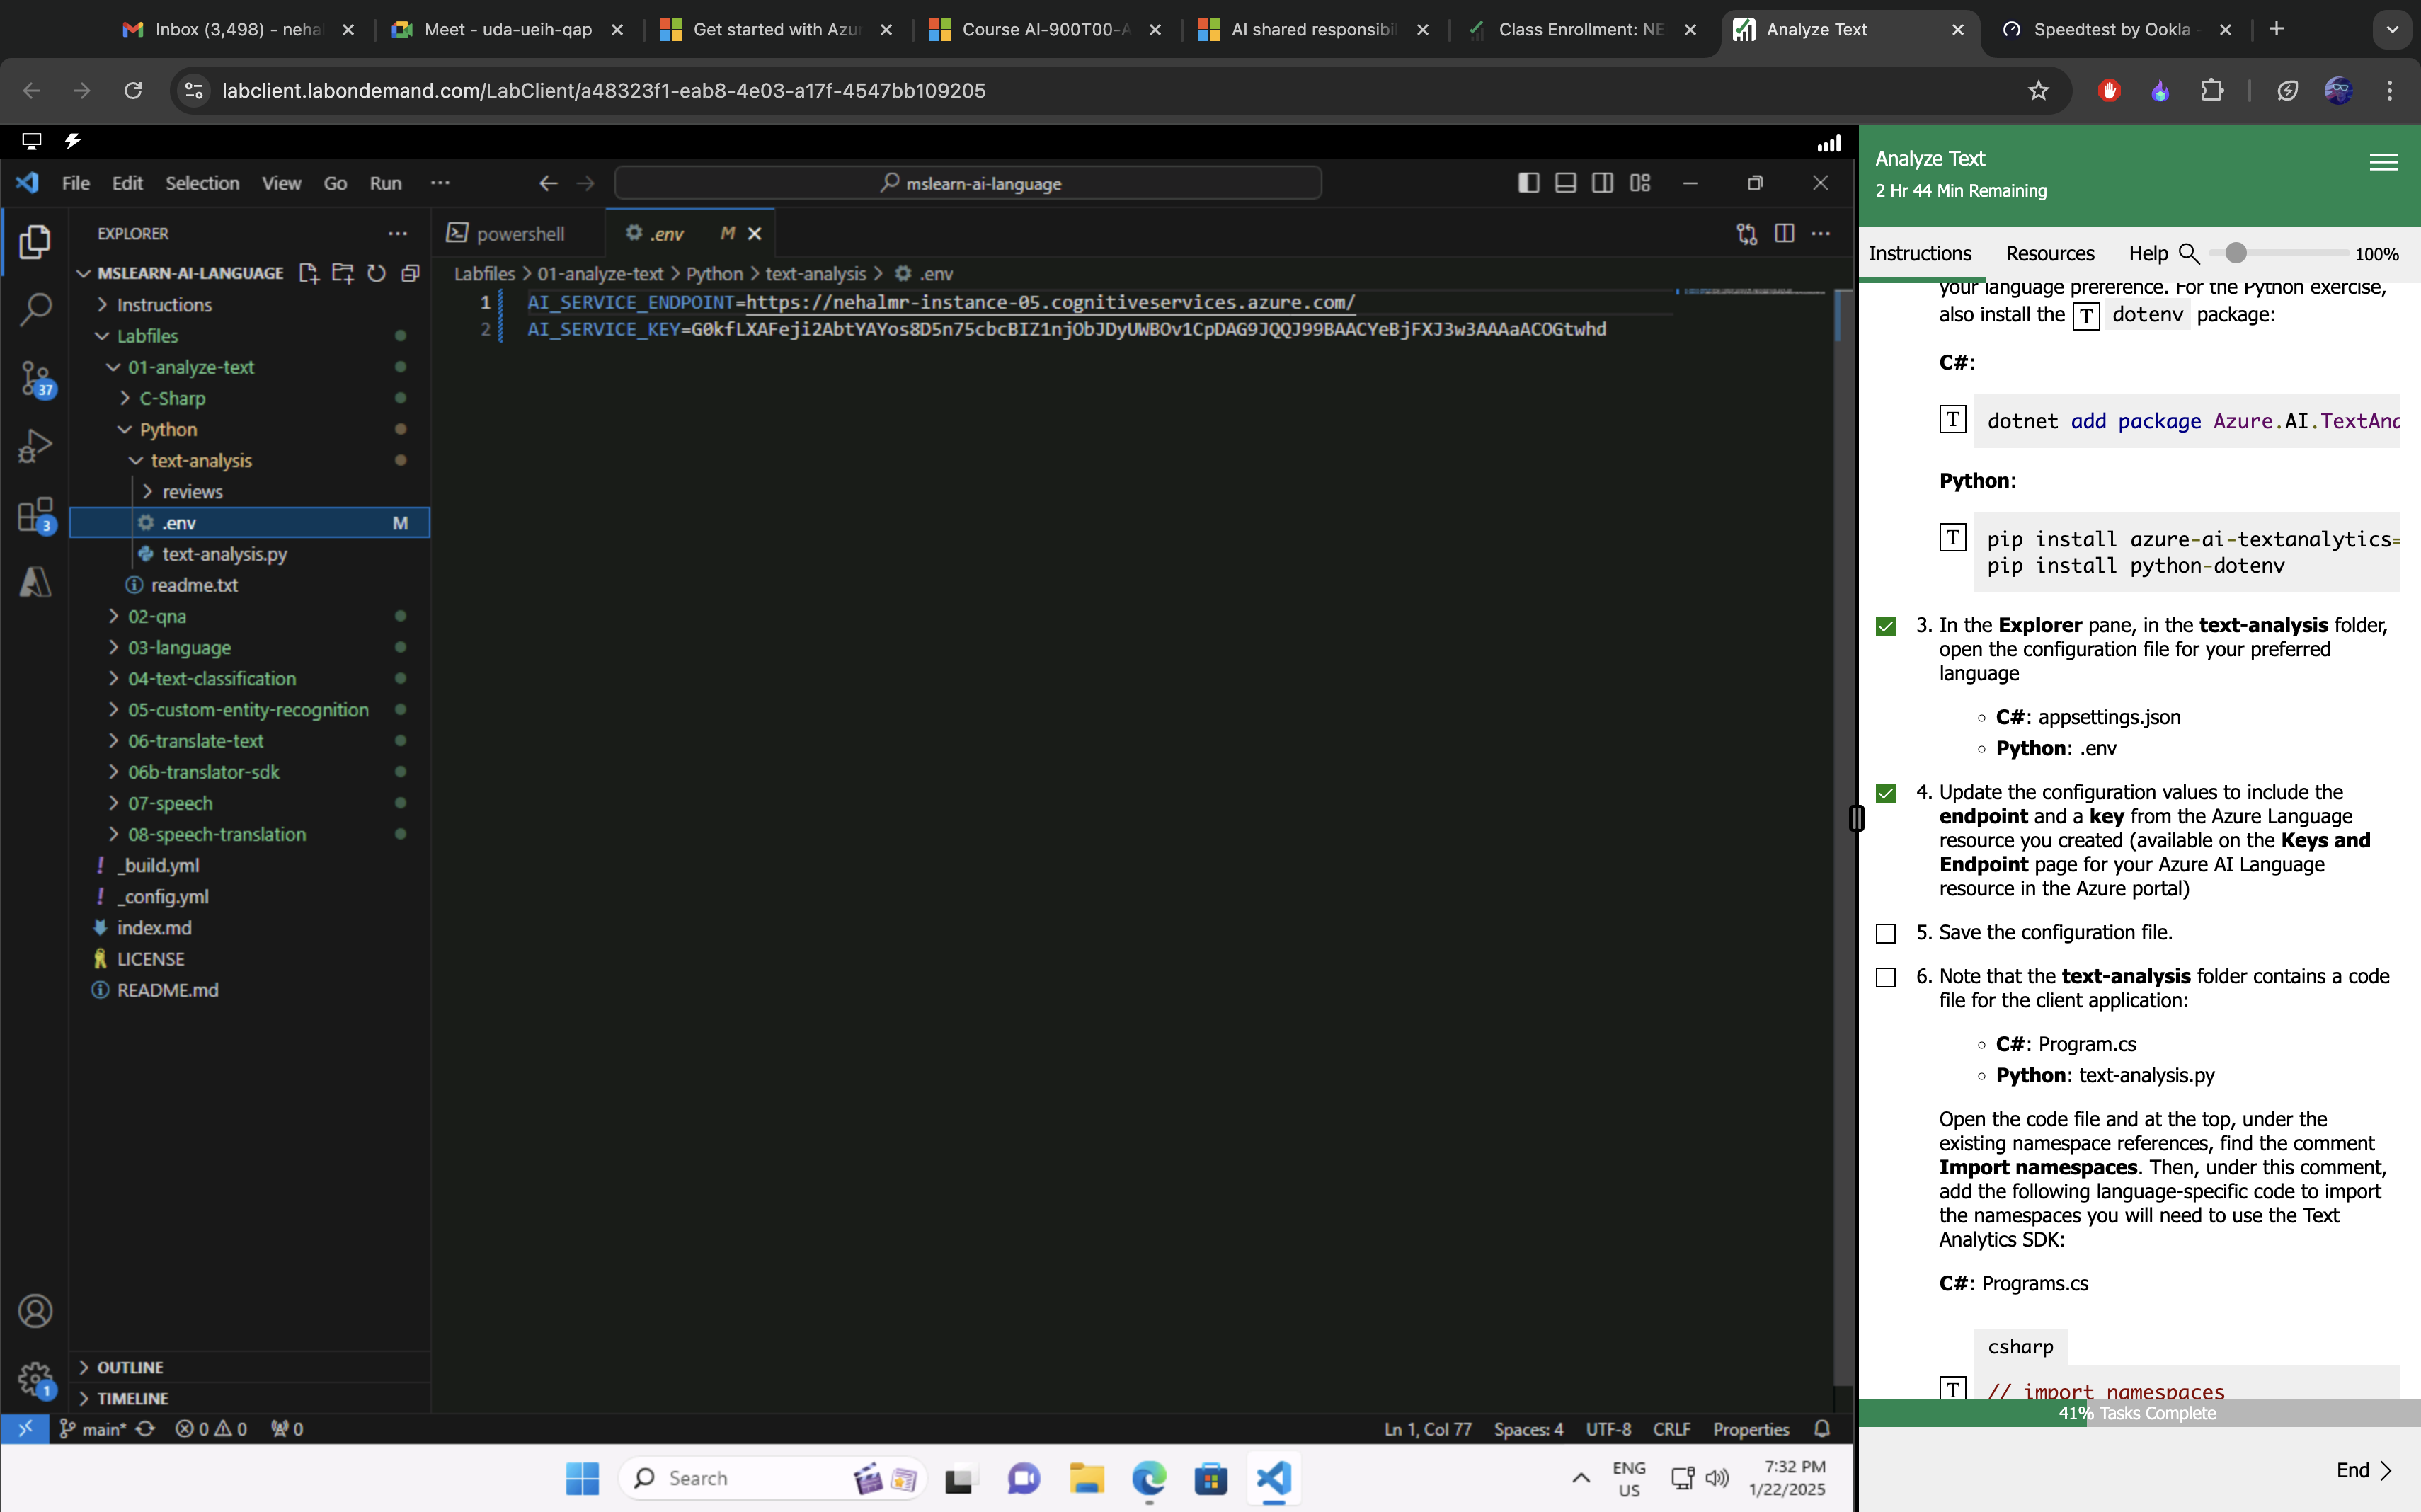 Inbox (3,498) - neha
Meet - uda-ueih-qap
Get started with Azu
Course AI-900T00-A
AI shared responsibi
Class Enrollment: NE
Analyze Text
Speedtest by Ookla -
labclient.labondemand.com/LabClient/a48323f1-eab8-4e03-a17f-4547bb109205
File Edit Selection View Go Run
mslearn-ai-language
EXPLORER
MSLEARN-AI-LANGUAGE
Instructions
Labfiles
01-analyze-text
C-Sharp
Python
text-analysis
reviews
.env M
text-analysis.py
readme.txt
02-qna
03-language
04-text-classification
05-custom-entity-recognition
06-translate-text
06b-translator-sdk
07-speech
08-speech-translation
_build.yml
_config.yml
index.md
LICENSE
README.md
OUTLINE
TIMELINE
37
3
1
powershell
.env M
Labfiles > 01-analyze-text > Python > text-analysis > .env
1 AI_SERVICE_ENDPOINT=https://nehalmr-instance-05.cognitiveservices.azure.com/
2 AI_SERVICE_KEY=G0kfLXAFeji2AbtYAYos8D5n75cbcBIZ1njObJDyUWBOv1CpDAG9JQQJ99BAACYeBjFXJ3w3AAAaACOGtwhd
main* 0 0 0
Ln 1, Col 77 Spaces: 4 UTF-8 CRLF Properties
Search
ENG
US
7:32 PM
1/22/2025
Analyze Text
2 Hr 44 Min Remaining
Instructions Resources Help 100%
your language preference. For the Python exercise,
also install the T dotenv package:
C#:
T dotnet add package Azure.AI.TextAna
Python:
T pip install azure-ai-textanalytics=
pip install python-dotenv
3. In the Explorer pane, in the text-analysis folder,
open the configuration file for your preferred
language
C#: appsettings.json
Python: .env
4. Update the configuration values to include the
endpoint and a key from the Azure Language
resource you created (available on the Keys and
Endpoint page for your Azure AI Language
resource in the Azure portal)
5. Save the configuration file.
6. Note that the text-analysis folder contains a code
file for the client application:
C#: Program.cs
Python: text-analysis.py
Open the code file and at the top, under the
existing namespace references, find the comment
Import namespaces. Then, under this comment,
add the following language-specific code to import
the namespaces you will need to use the Text
Analytics SDK:
C#: Programs.cs
csharp
T // import namespaces
41% Tasks Complete
End